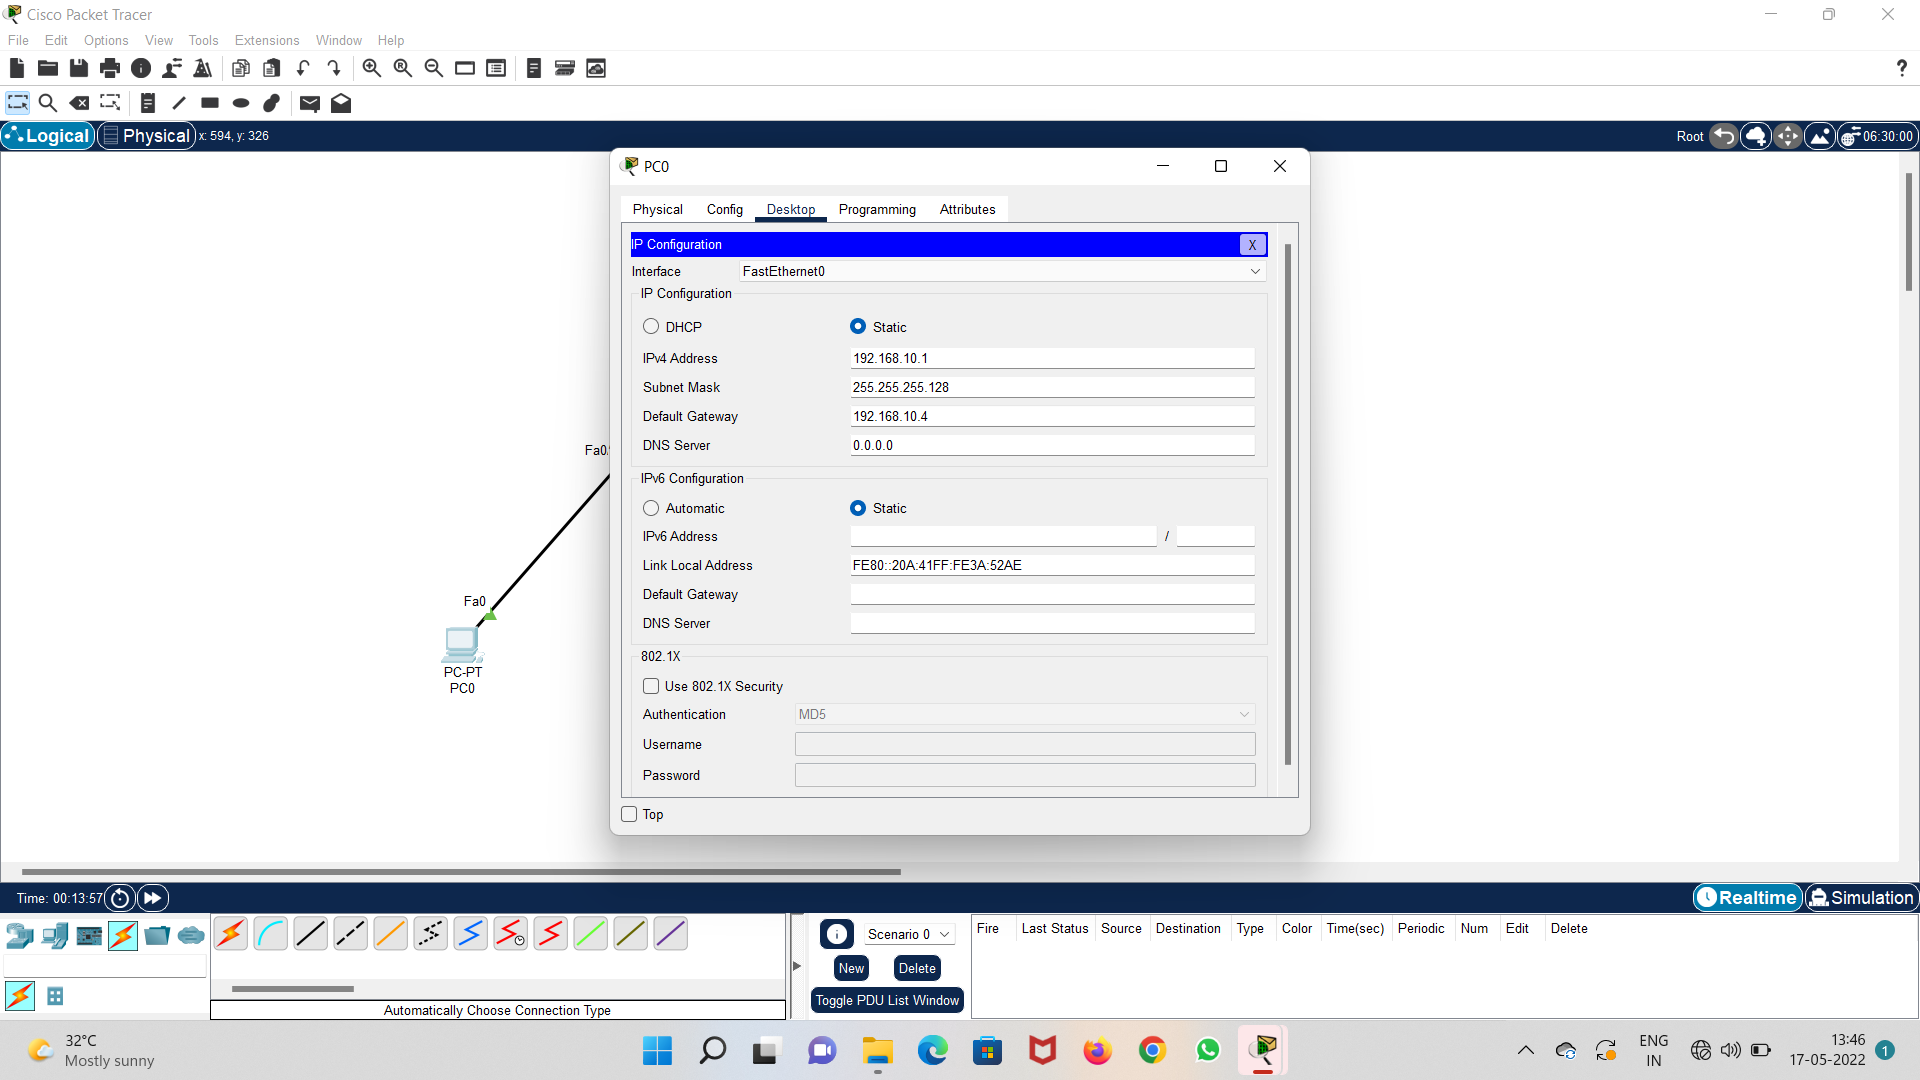 Cisco Packet Tracer
File Edit Options View Tools Extensions Window Help
?
Logical Physical x: 594, y: 326 Root 06:30:00
PC0
Physical Config Desktop Programming Attributes
IP Configuration X
Interface FastEthernet0
IP Configuration
DHCP Static
IPv4 Address 192.168.10.1
Subnet Mask 255.255.255.128
Default Gateway 192.168.10.4
DNS Server 0.0.0.0
IPv6 Configuration
Automatic Static
IPv6 Address /
Link Local Address FE80::20A:41FF:FE3A:52AE
Default Gateway
DNS Server
802.1X
Use 802.1X Security
Authentication MD5
Username
Password
Top
Fa0
PC-PT
PC0
Time: 00:13:57 Realtime Simulation
Scenario 0
New Delete
Toggle PDU List Window
Fire Last Status Source Destination Type Color Time(sec) Periodic Num Edit Delete
Automatically Choose Connection Type
32°C
Mostly sunny
ENG
IN
13:46
17-05-2022
1